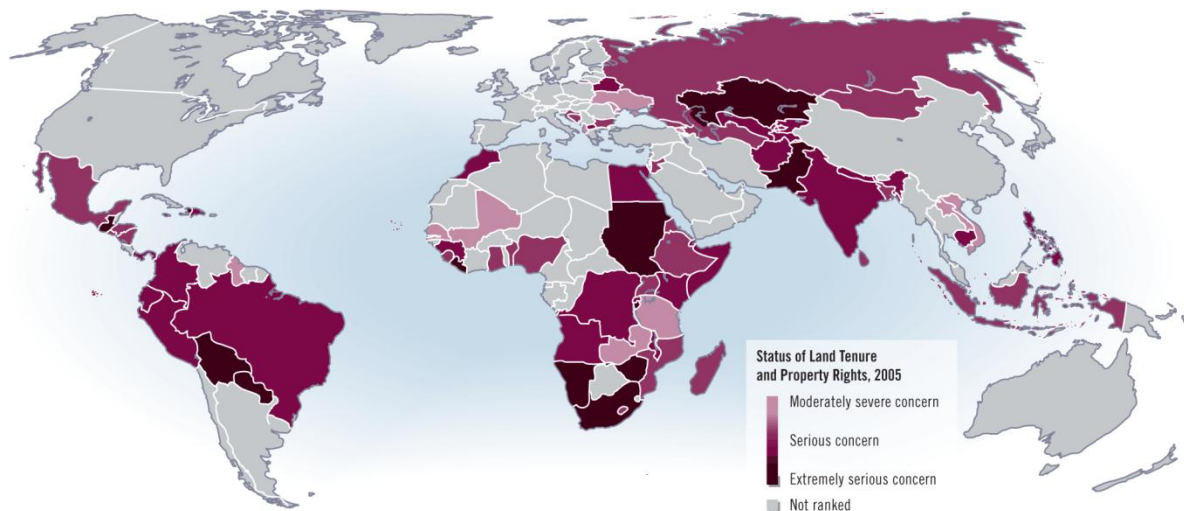 Status of Land Tenure
and Property Rights, 2005
Moderately severe concern
Serious concern
Extremely serious concern
Not ranked